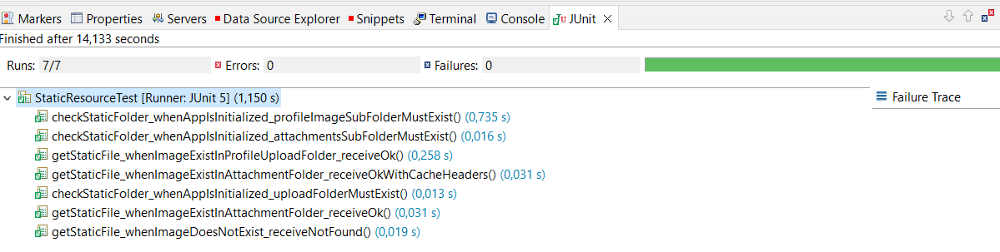 Markers Properties Servers Data Source Explorer Snippets Terminal Console JUnit
Finished after 14,133 seconds
Runs: 7/7 Errors: 0 Failures: 0
StaticResourceTest [Runner: JUnit 5] (1,150 s) Failure Trace
checkStaticFolder_whenAppIsInitialized_profileImageSubFolderMustExist() (0,735 s)
checkStaticFolder_whenAppIsInitialized_attachmentsSubFolderMustExist() (0,016 s)
getStaticFile_whenImageExistInProfileUploadFolder_receiveOk() (0,258 s)
getStaticFile_whenImageExistInAttachmentFolder_receiveOkWithCacheHeaders() (0,031 s)
checkStaticFolder_whenAppIsInitialized_uploadFolderMustExist() (0,013 s)
getStaticFile_whenImageExistInAttachmentFolder_receiveOk() (0,031 s)
getStaticFile_whenImageDoesNotExist_receiveNotFound() (0,019 s)